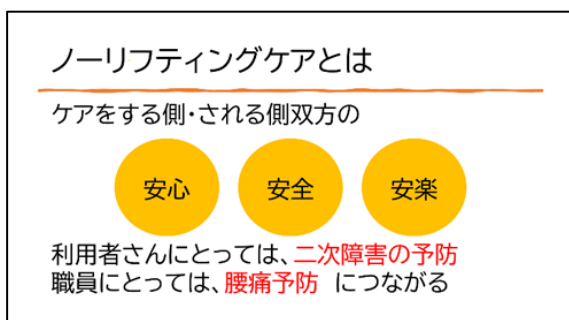 ノーリフティングケアとは
ケアをする側・される側双方の
安心 安全 安楽
利用者さんにとっては、二次障害の予防
職員にとっては、腰痛予防 につながる